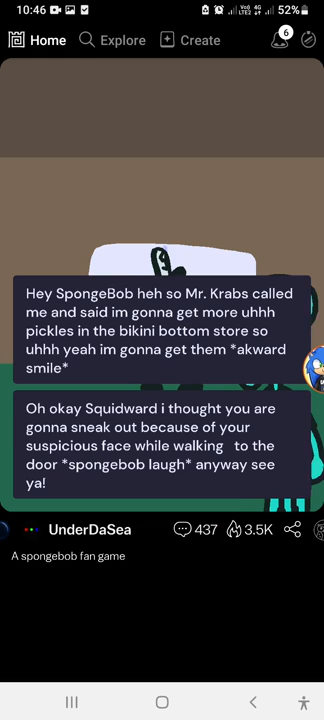 10:46 Vo) 4G LTE2 52%
Home Explore Create 6
Hey SpongeBob heh so Mr. Krabs called
me and said im gonna get more uhhh
pickles in the bikini bottom store so
uhhh yeah im gonna get them *akward
smile*
Oh okay Squidward i thought you are
gonna sneak out because of your
suspicious face while walking to the
door *spongebob laugh* anyway see
ya!
UnderDaSea 437 3.5K
A spongebob fan game